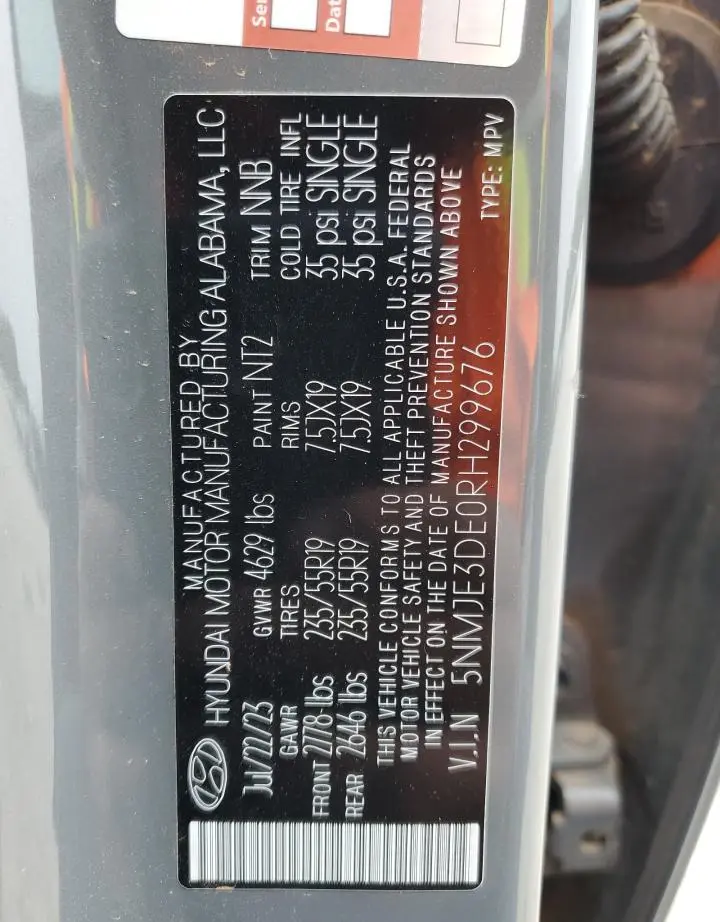 MANUFACTURED BY
HYUNDAI MOTOR MANUFACTURING ALABAMA, LLC
Jul/22/23 GVWR 4629 lbs PAINT NT2 TRIM NNB
GAWR TIRES RIMS COLD TIRE INFL
FRONT 2778 lbs 235/55R19 7.5JX19 35 psi SINGLE
REAR 2646 lbs 235/55R19 7.5JX19 35 psi SINGLE
THIS VEHICLE CONFORMS TO ALL APPLICABLE U.S.A. FEDERAL
MOTOR VEHICLE SAFETY AND THEFT PREVENTION STANDARDS
IN EFFECT ON THE DATE OF MANUFACTURE SHOWN ABOVE
V.I.N 5NMJE3DE0RH299676 TYPE: MPV